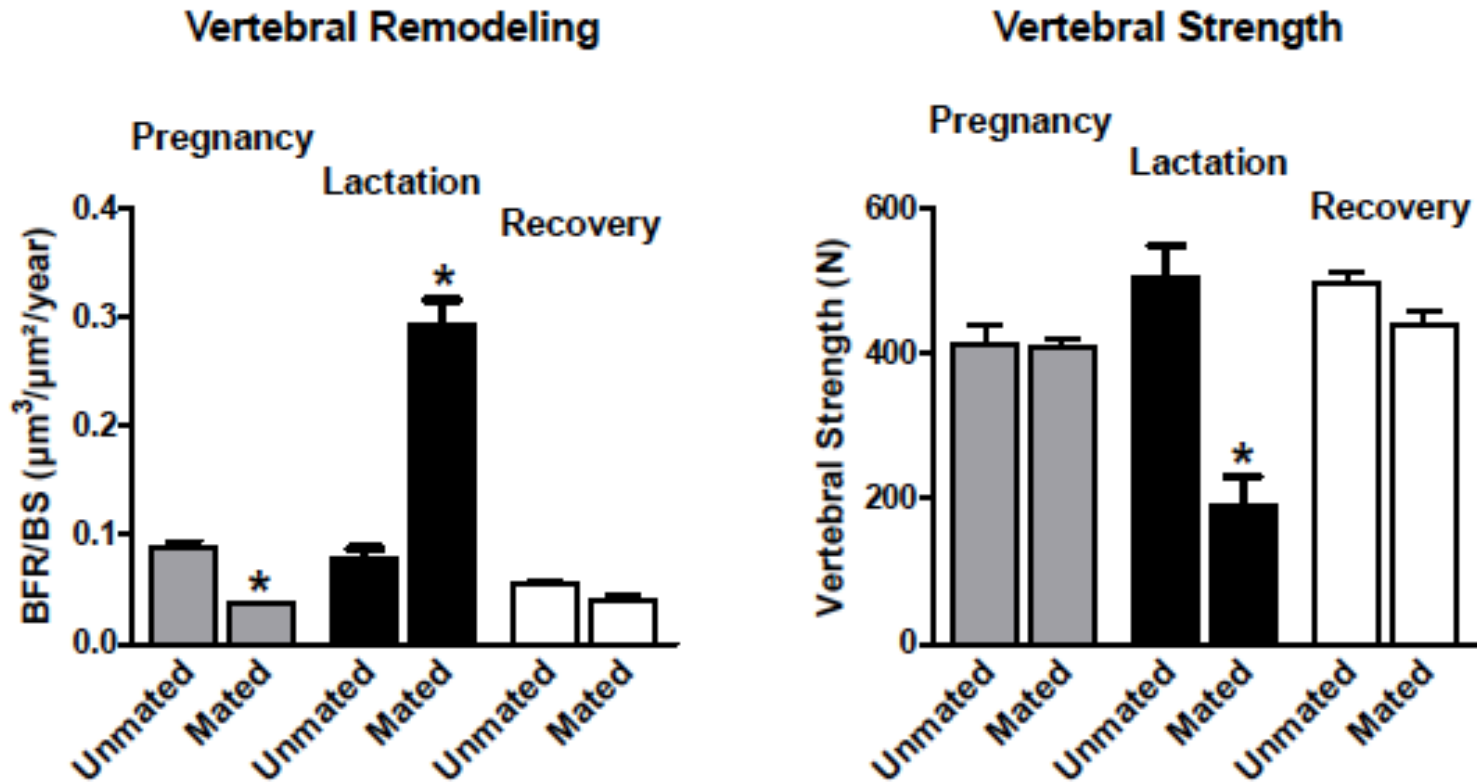 Vertebral Remodeling
Pregnancy
Lactation
Recovery
0.4
0.3
0.2
0.1
0.0
BFR/BS (µm³/µm²/year)
*
*
Unmated
Mated
Unmated
Mated
Unmated
Mated
Vertebral Strength
Pregnancy
Lactation
Recovery
600
400
200
0
Vertebral Strength (N)
*
Unmated
Mated
Unmated
Mated
Unmated
Mated